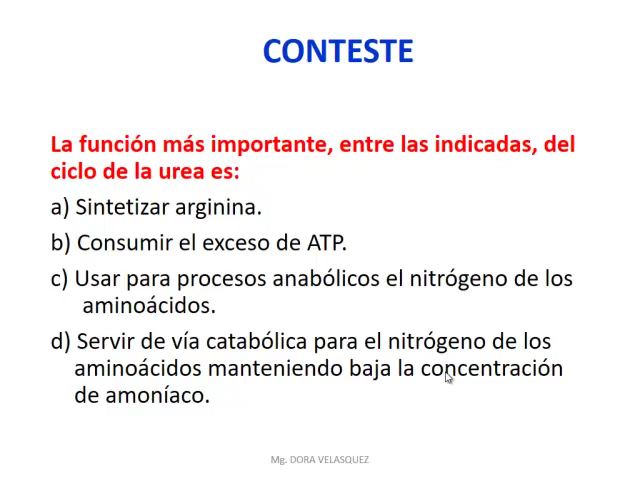 CONTESTE
La función más importante, entre las indicadas, del
ciclo de la urea es:
a) Sintetizar arginina.
b) Consumir el exceso de ATP.
c) Usar para procesos anabólicos el nitrógeno de los
aminoácidos.
d) Servir de vía catabólica para el nitrógeno de los
aminoácidos manteniendo baja la concentración
de amoníaco.
Mg. DORA VELASQUEZ